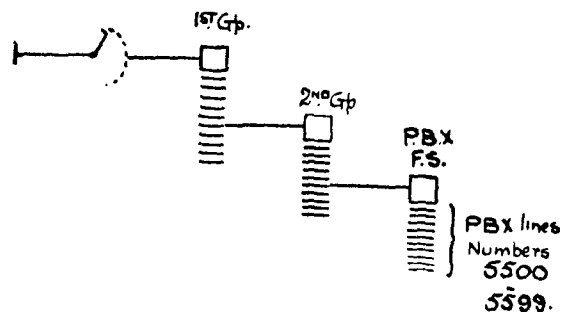 1ST Gp.
2ND Gp
P.B.X
F.S.
PBX lines
Numbers
5500
-
5599.